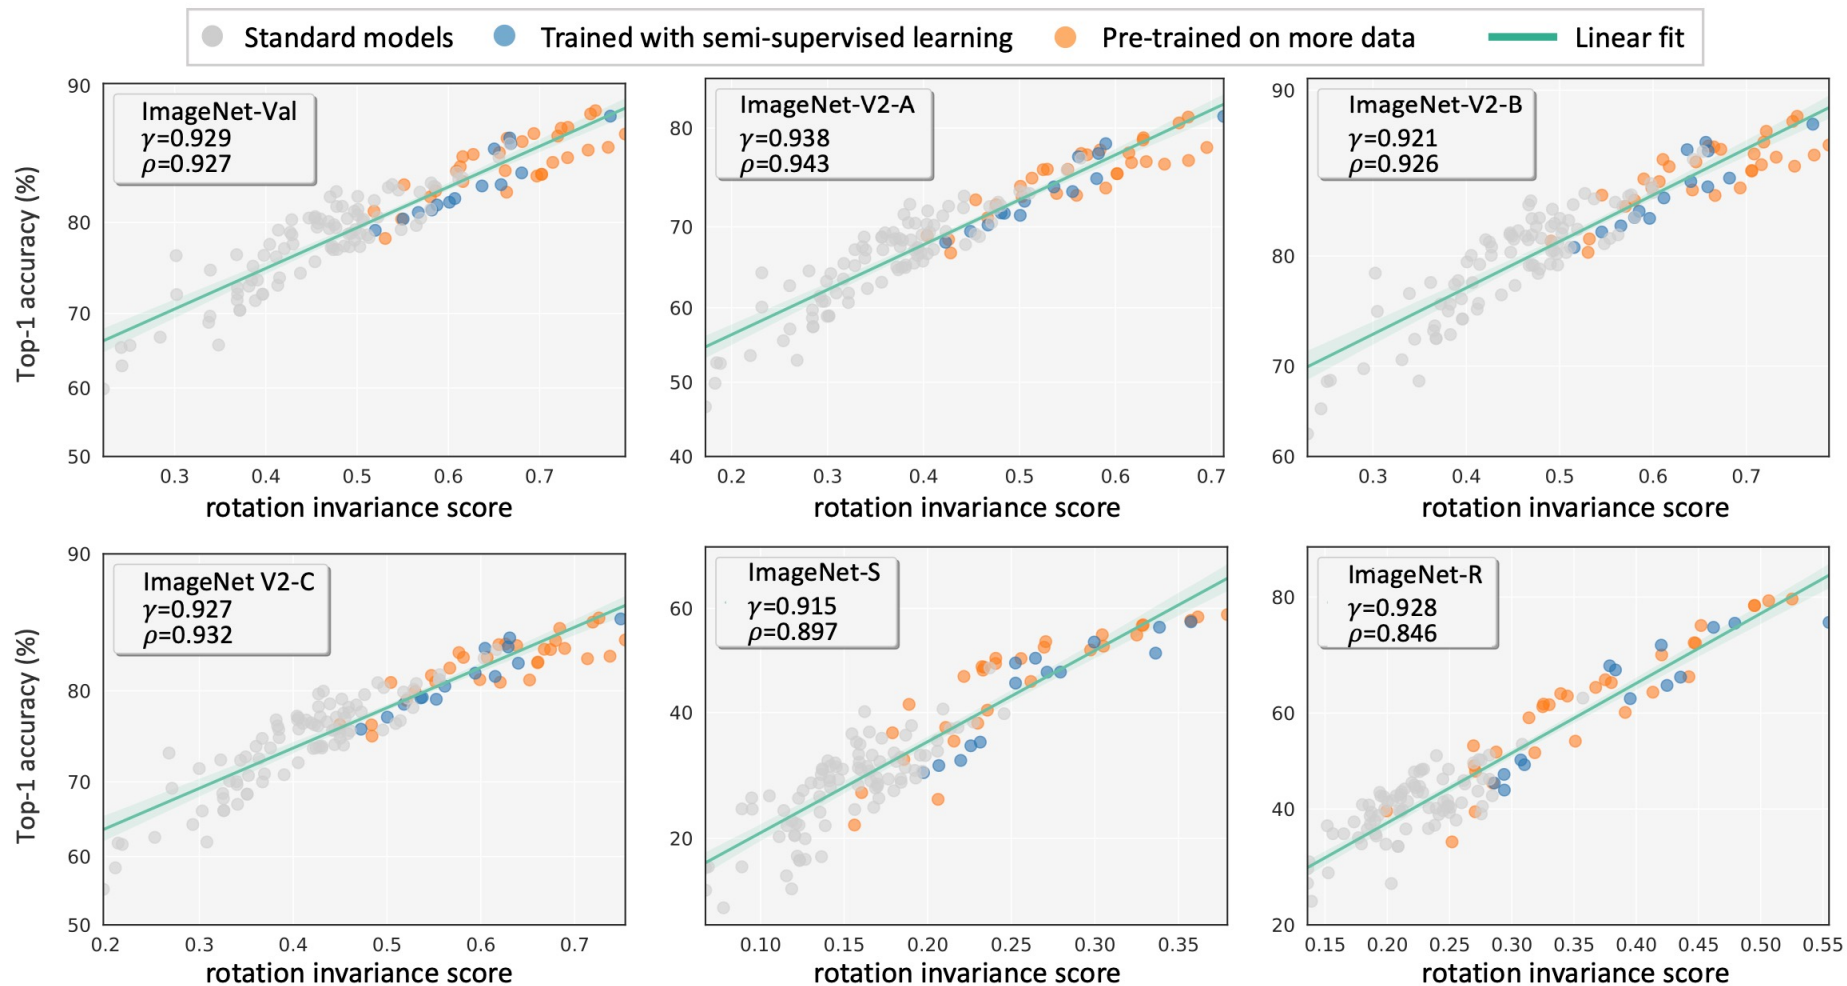 Standard models Trained with semi-supervised learning Pre-trained on more data Linear fit
Top-1 accuracy (%)
90
80
70
60
50
ImageNet-Val
γ=0.929
ρ=0.927
0.3 0.4 0.5 0.6 0.7
rotation invariance score
80
70
60
50
40
ImageNet-V2-A
γ=0.938
ρ=0.943
0.2 0.3 0.4 0.5 0.6 0.7
rotation invariance score
90
80
70
60
ImageNet-V2-B
γ=0.921
ρ=0.926
0.3 0.4 0.5 0.6 0.7
rotation invariance score
Top-1 accuracy (%)
90
80
70
60
50
ImageNet V2-C
γ=0.927
ρ=0.932
0.2 0.3 0.4 0.5 0.6 0.7
rotation invariance score
60
40
20
ImageNet-S
γ=0.915
ρ=0.897
0.10 0.15 0.20 0.25 0.30 0.35
rotation invariance score
80
60
40
20
ImageNet-R
γ=0.928
ρ=0.846
0.15 0.20 0.25 0.30 0.35 0.40 0.45 0.50 0.55
rotation invariance score